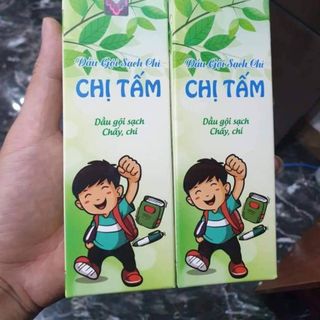 Dầu Gội Sạch Chí
CHỊ TẤM
Dầu gội sạch
Chấy, chí
Dầu Gội Sạch Chí
CHỊ TẤM
Dầu gội sạch
Chấy, chí